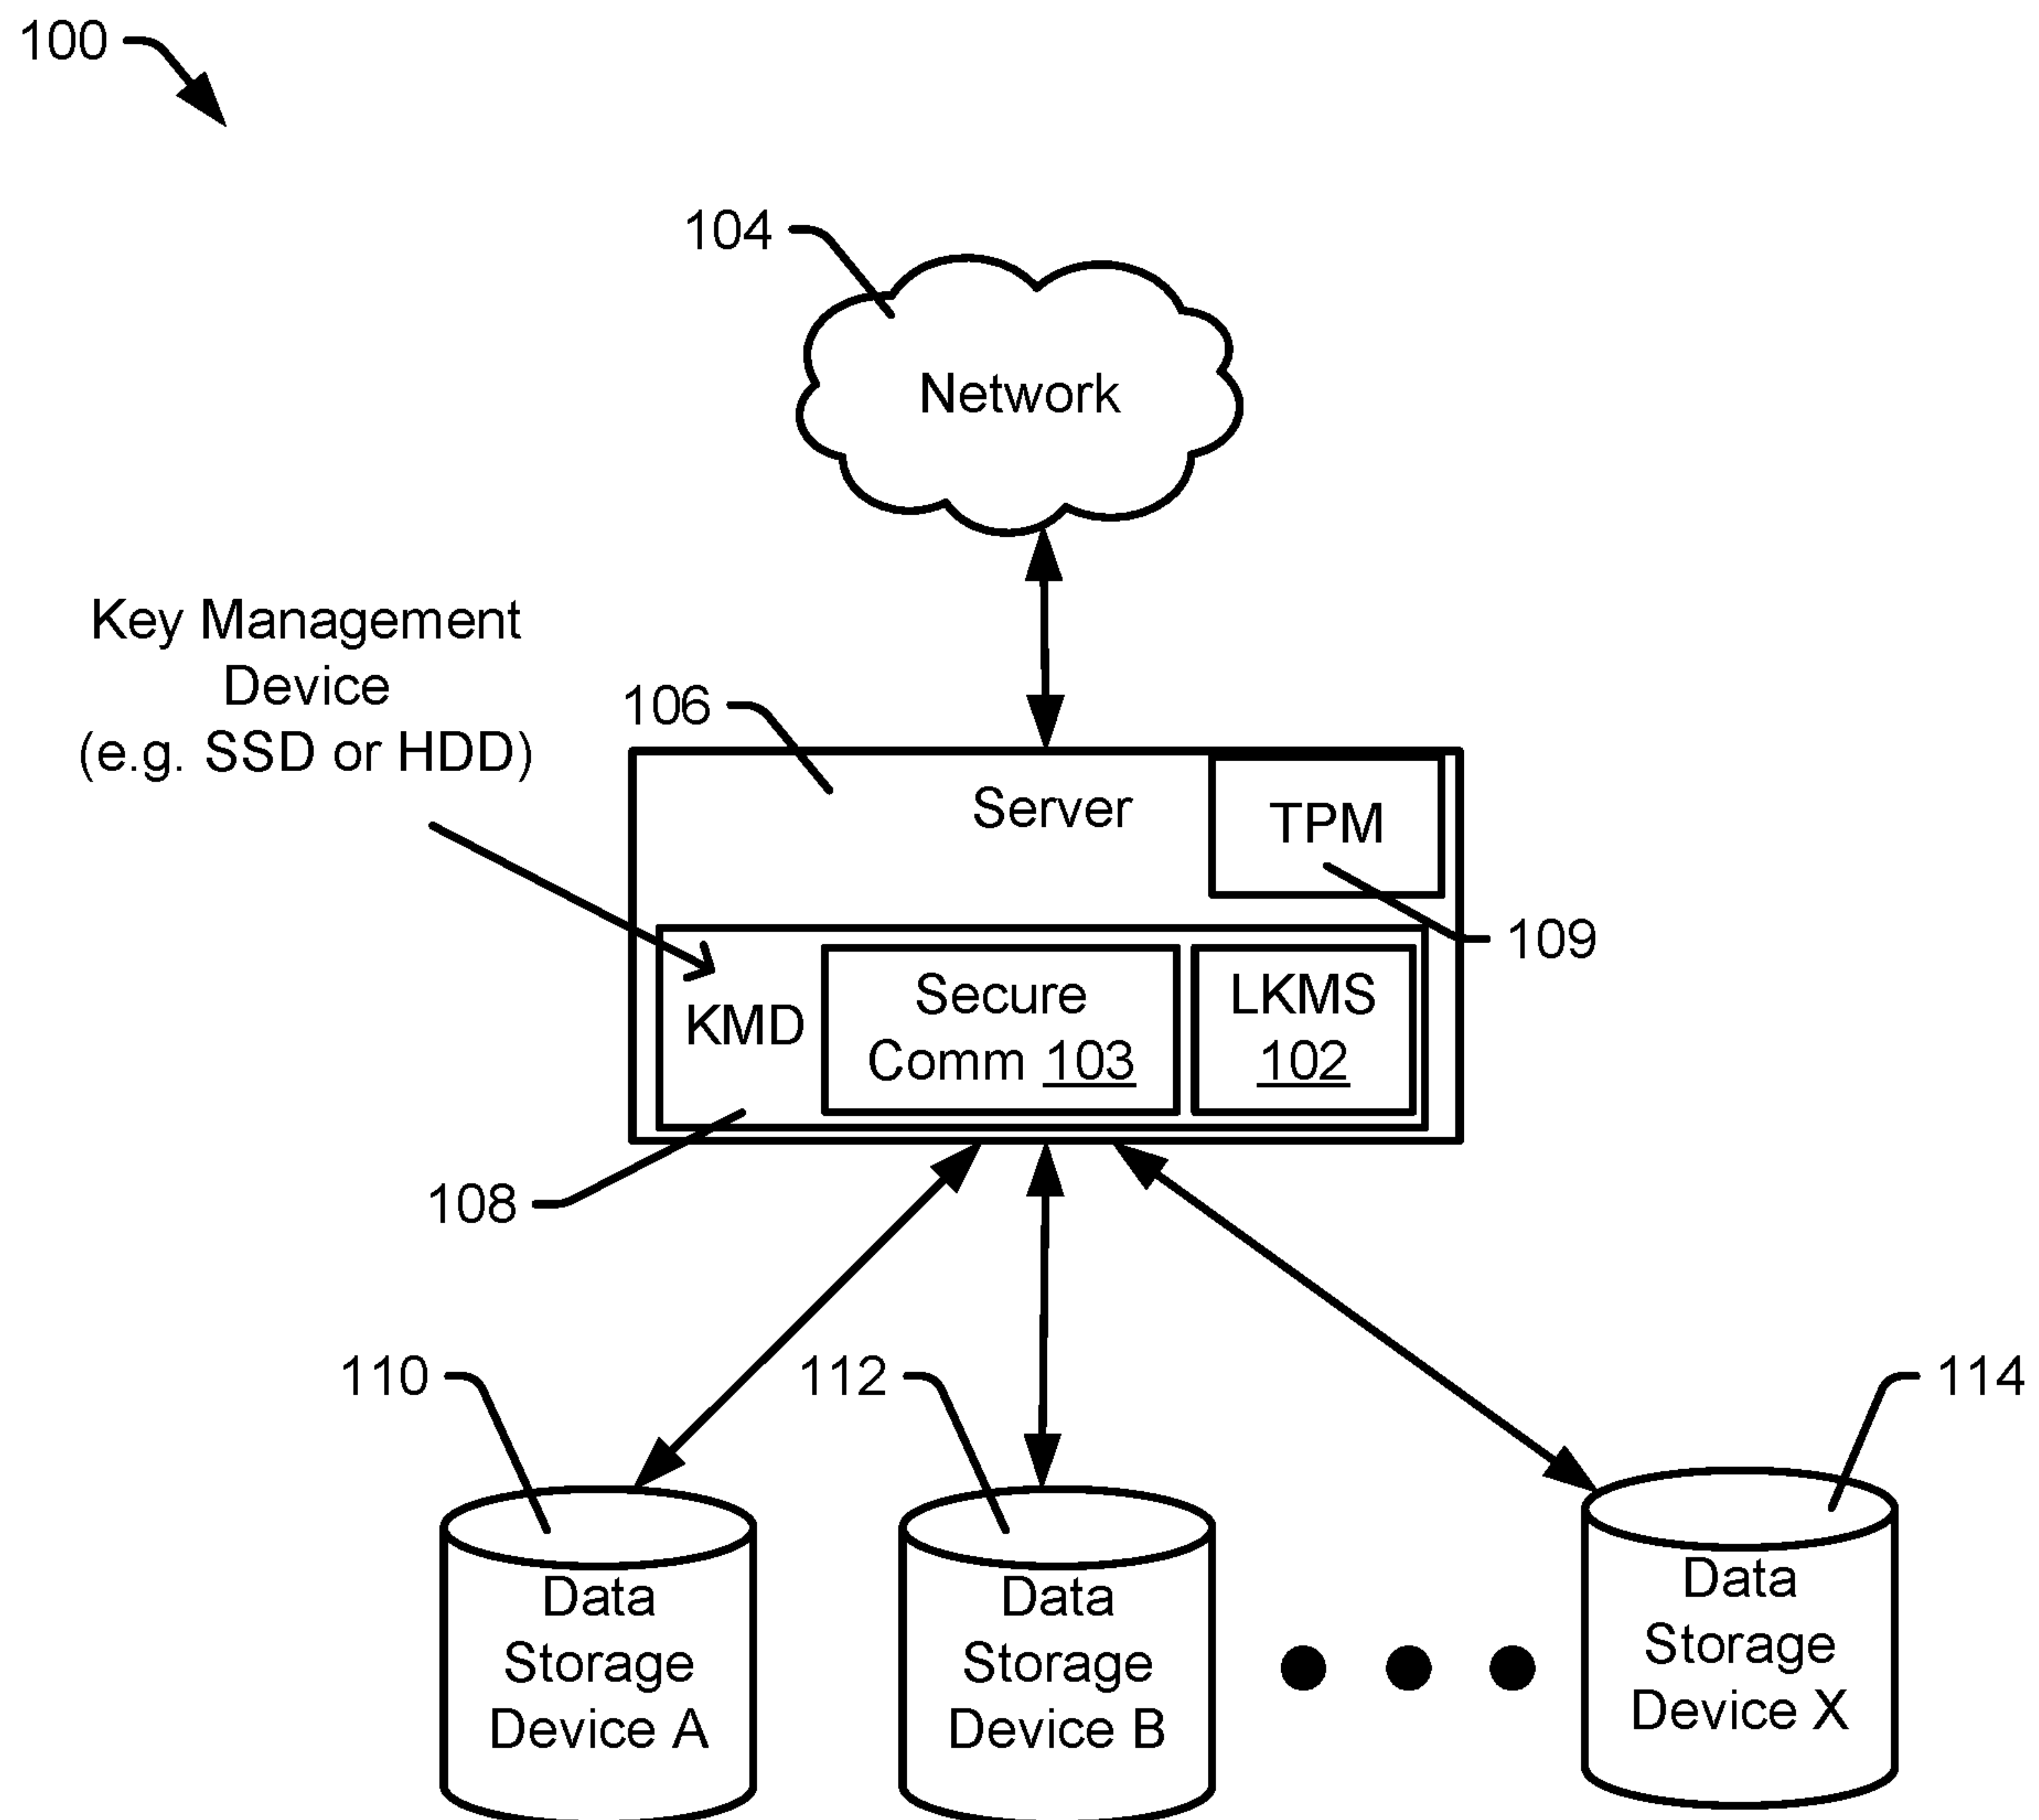 100
104
Network
Key Management
Device
(e.g. SSD or HDD)
106
Server
TPM
109
KMD
Secure
Comm 103
LKMS
102
108
110
112
114
Data
Storage
Device A
Data
Storage
Device B
Data
Storage
Device X